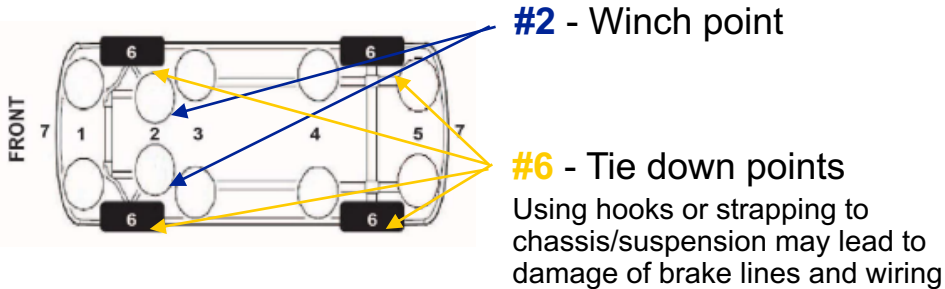 #2 - Winch point
6 6
FRONT
7 1 2 3 4 5 7
#6 - Tie down points
6 6
Using hooks or strapping to
chassis/suspension may lead to
damage of brake lines and wiring